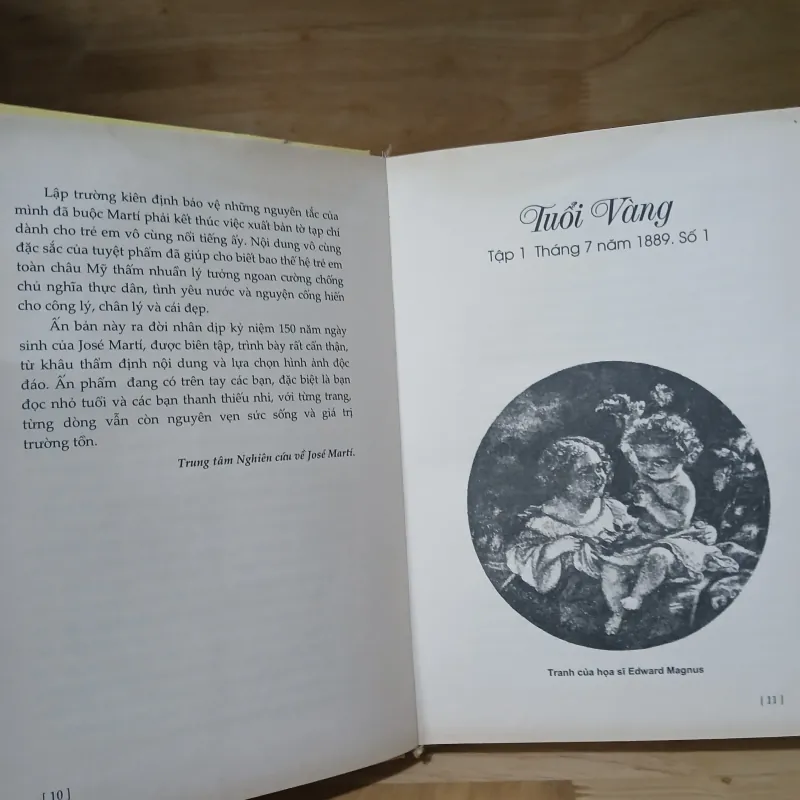 Lập trường kiên định bảo vệ những nguyên tắc của
mình đã buộc Martí phải kết thúc việc xuất bản tờ tạp chí
dành cho trẻ em vô cùng nổi tiếng ấy. Nội dung vô cùng
đặc sắc của tuyệt phẩm đã giúp cho biết bao thế hệ trẻ em
toàn châu Mỹ thấm nhuần lý tưởng ngoan cường chống
chủ nghĩa thực dân, tình yêu nước và nguyện cống hiến
cho công lý, chân lý và cái đẹp.
Ấn bản này ra đời nhân dịp kỷ niệm 150 năm ngày
sinh của José Martí, được biên tập, trình bày rất cẩn thận,
từ khâu thẩm định nội dung và lựa chọn hình ảnh độc
đáo. Ấn phẩm đang có trên tay các bạn, đặc biệt là bạn
đọc nhỏ tuổi và các bạn thanh thiếu nhi, với từng trang,
từng dòng vẫn còn nguyên vẹn sức sống và giá trị
trường tồn.
Trung tâm Nghiên cứu về José Martí.
[ 10 ]
Tuổi Vàng
Tập 1 Tháng 7 năm 1889. Số 1
Tranh của họa sĩ Edward Magnus
[ 11 ]